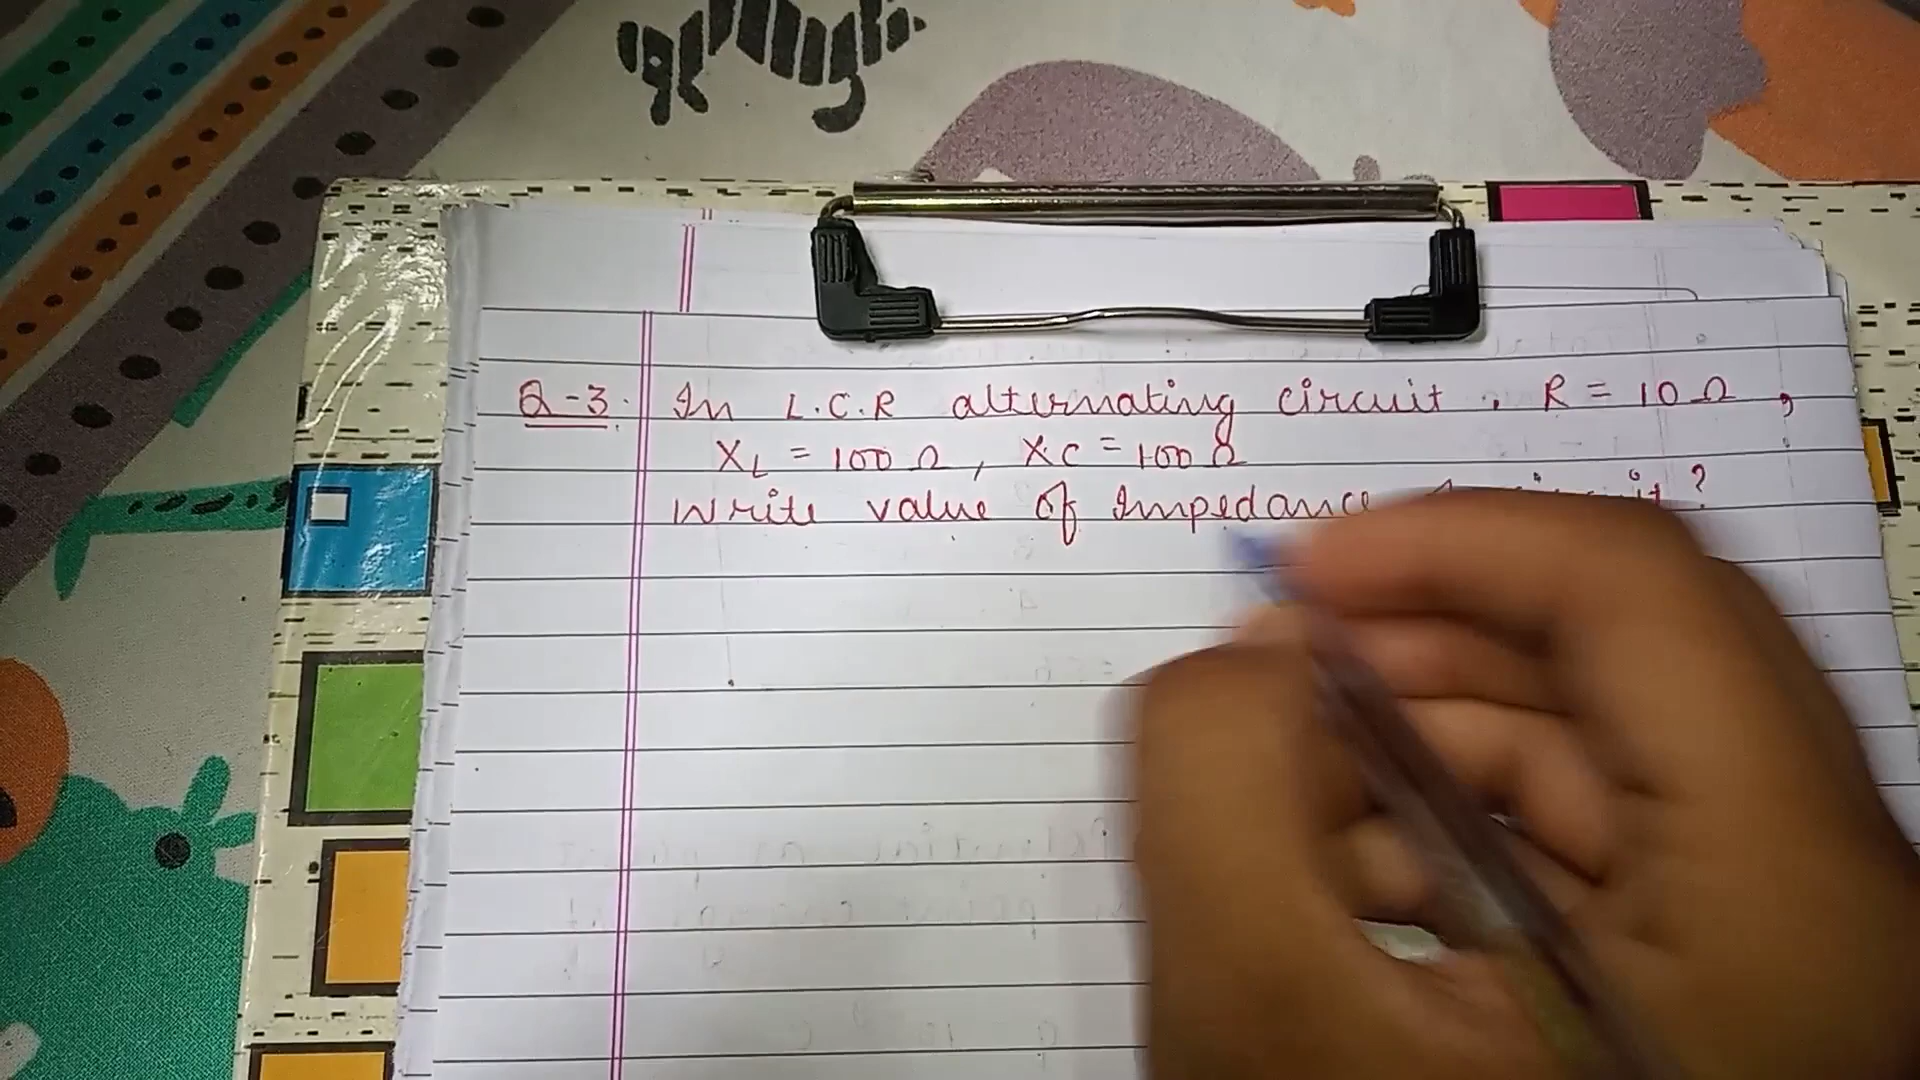 Q-3. In L.C.R alternating circuit, R = 10 Ω,
XL = 100 Ω, XC = 100 Ω
Write value of Impedance ?